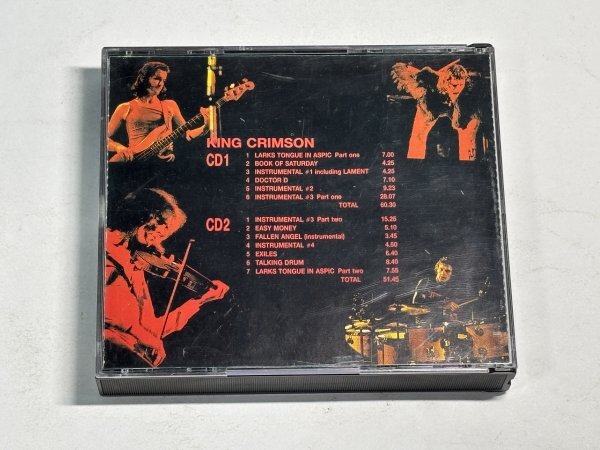 KING CRIMSON
CD1
1 LARKS TONGUE IN ASPIC Part one 7.00
2 BOOK OF SATURDAY 4.25
3 INSTRUMENTAL #1 including LAMENT 4.25
4 DOCTOR D 7.10
5 INSTRUMENTAL #2 9.23
6 INSTRUMENTAL #3 Part one 28.07
TOTAL 60.30
CD2
1 INSTRUMENTAL #3 Part two 15.25
2 EASY MONEY 5.10
3 FALLEN ANGEL (instrumental) 3.45
4 INSTRUMENTAL #4 4.50
5 EXILES 6.40
6 TALKING DRUM 8.40
7 LARKS TONGUE IN ASPIC Part two 7.55
TOTAL 51.45